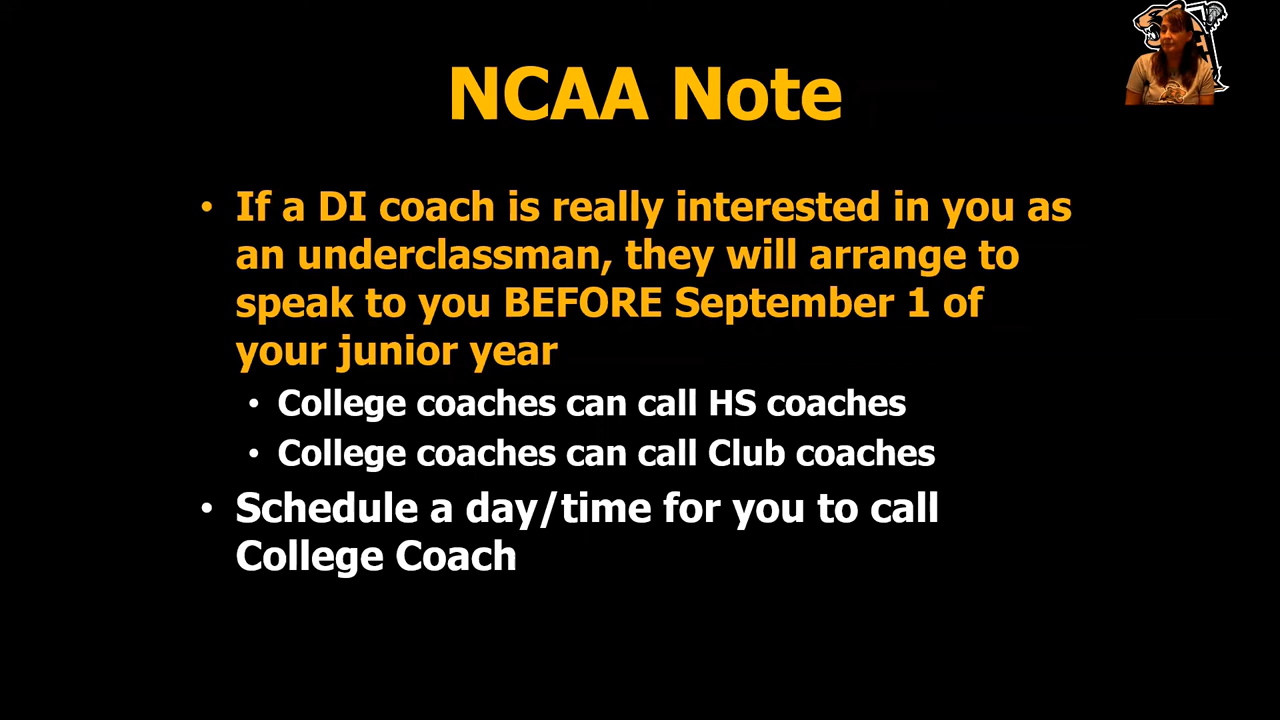 NCAA Note
• If a DI coach is really interested in you as
an underclassman, they will arrange to
speak to you BEFORE September 1 of
your junior year
• College coaches can call HS coaches
• College coaches can call Club coaches
• Schedule a day/time for you to call
College Coach